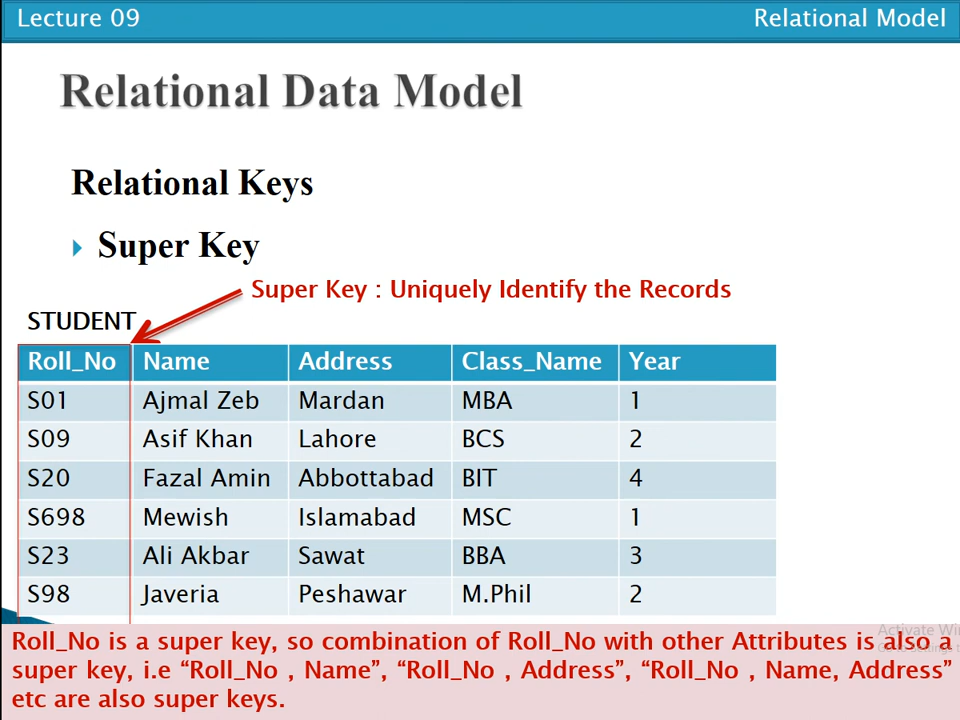 Lecture 09 Relational Model
Relational Data Model
Relational Keys
Super Key
Super Key : Uniquely Identify the Records
STUDENT
Roll_No Name Address Class_Name Year
S01 Ajmal Zeb Mardan MBA 1
S09 Asif Khan Lahore BCS 2
S20 Fazal Amin Abbottabad BIT 4
S698 Mewish Islamabad MSC 1
S23 Ali Akbar Sawat BBA 3
S98 Javeria Peshawar M.Phil 2
Activate Win
Roll_No is a super key, so combination of Roll_No with other Attributes is also a
super key, i.e “Roll_No , Name”, “Roll_No , Address”, “Roll_No , Name, Address”
etc are also super keys.